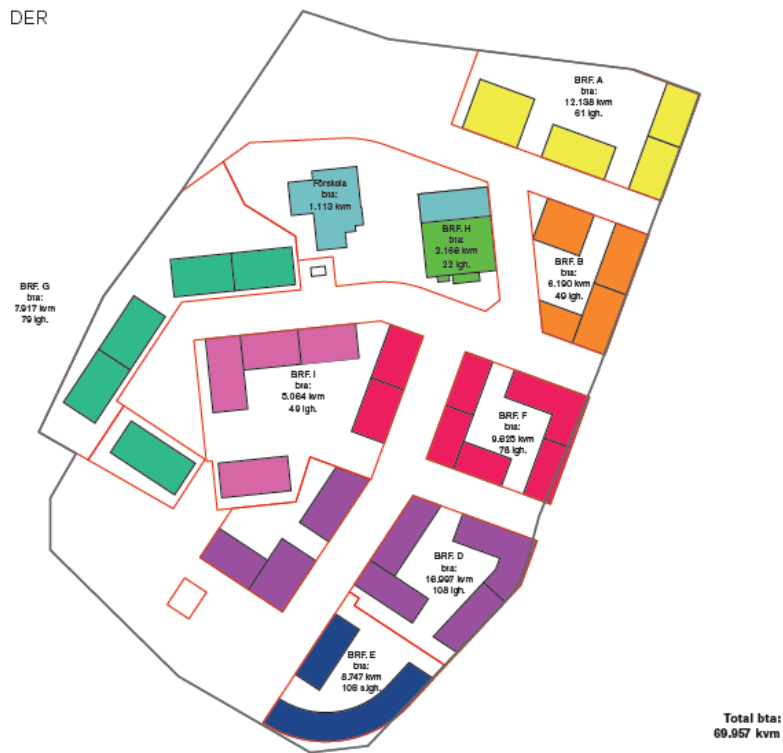 DER
BRF. A
bta:
12.138 kvm
61 lgh.
Förskola
bta:
1.113 kvm
BRF. H
bta:
2.166 kvm
22 lgh.
BRF. B
bta:
6.190 kvm
49 lgh.
BRF. G
bta:
7.917 kvm
79 lgh.
BRF. I
bta:
5.064 kvm
49 lgh.
BRF. F
bta:
9.625 kvm
78 lgh.
BRF. D
bta:
16.997 kvm
108 lgh.
BRF. E
bta:
8.747 kvm
108 s.lgh.
Total bta:
69.957 kvm